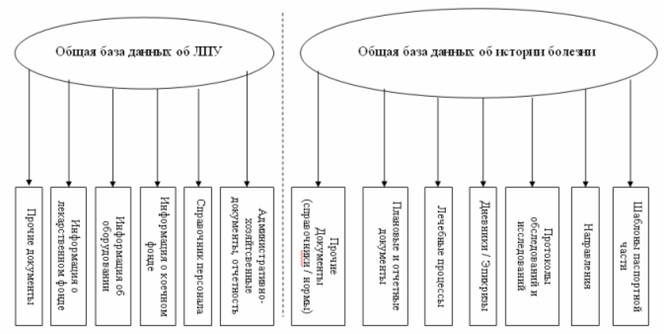 Общая база данных об ЛПУ
Общая база данных об истории болезни
Прочие документы
Информация о
лекарственном фонде
Информация об
оборудовании
Информация о коечном
фонде
Справочник персонала
Административно-
хозяйственные
документы, отчетность
Прочие
Документы
(справочники / нормы)
Плановые и отчетные
документы
Лечебные процессы
Дневники / Эпикризы
Протоколы
обследований и
исследований
Направления
Шаблоны паспортной
части